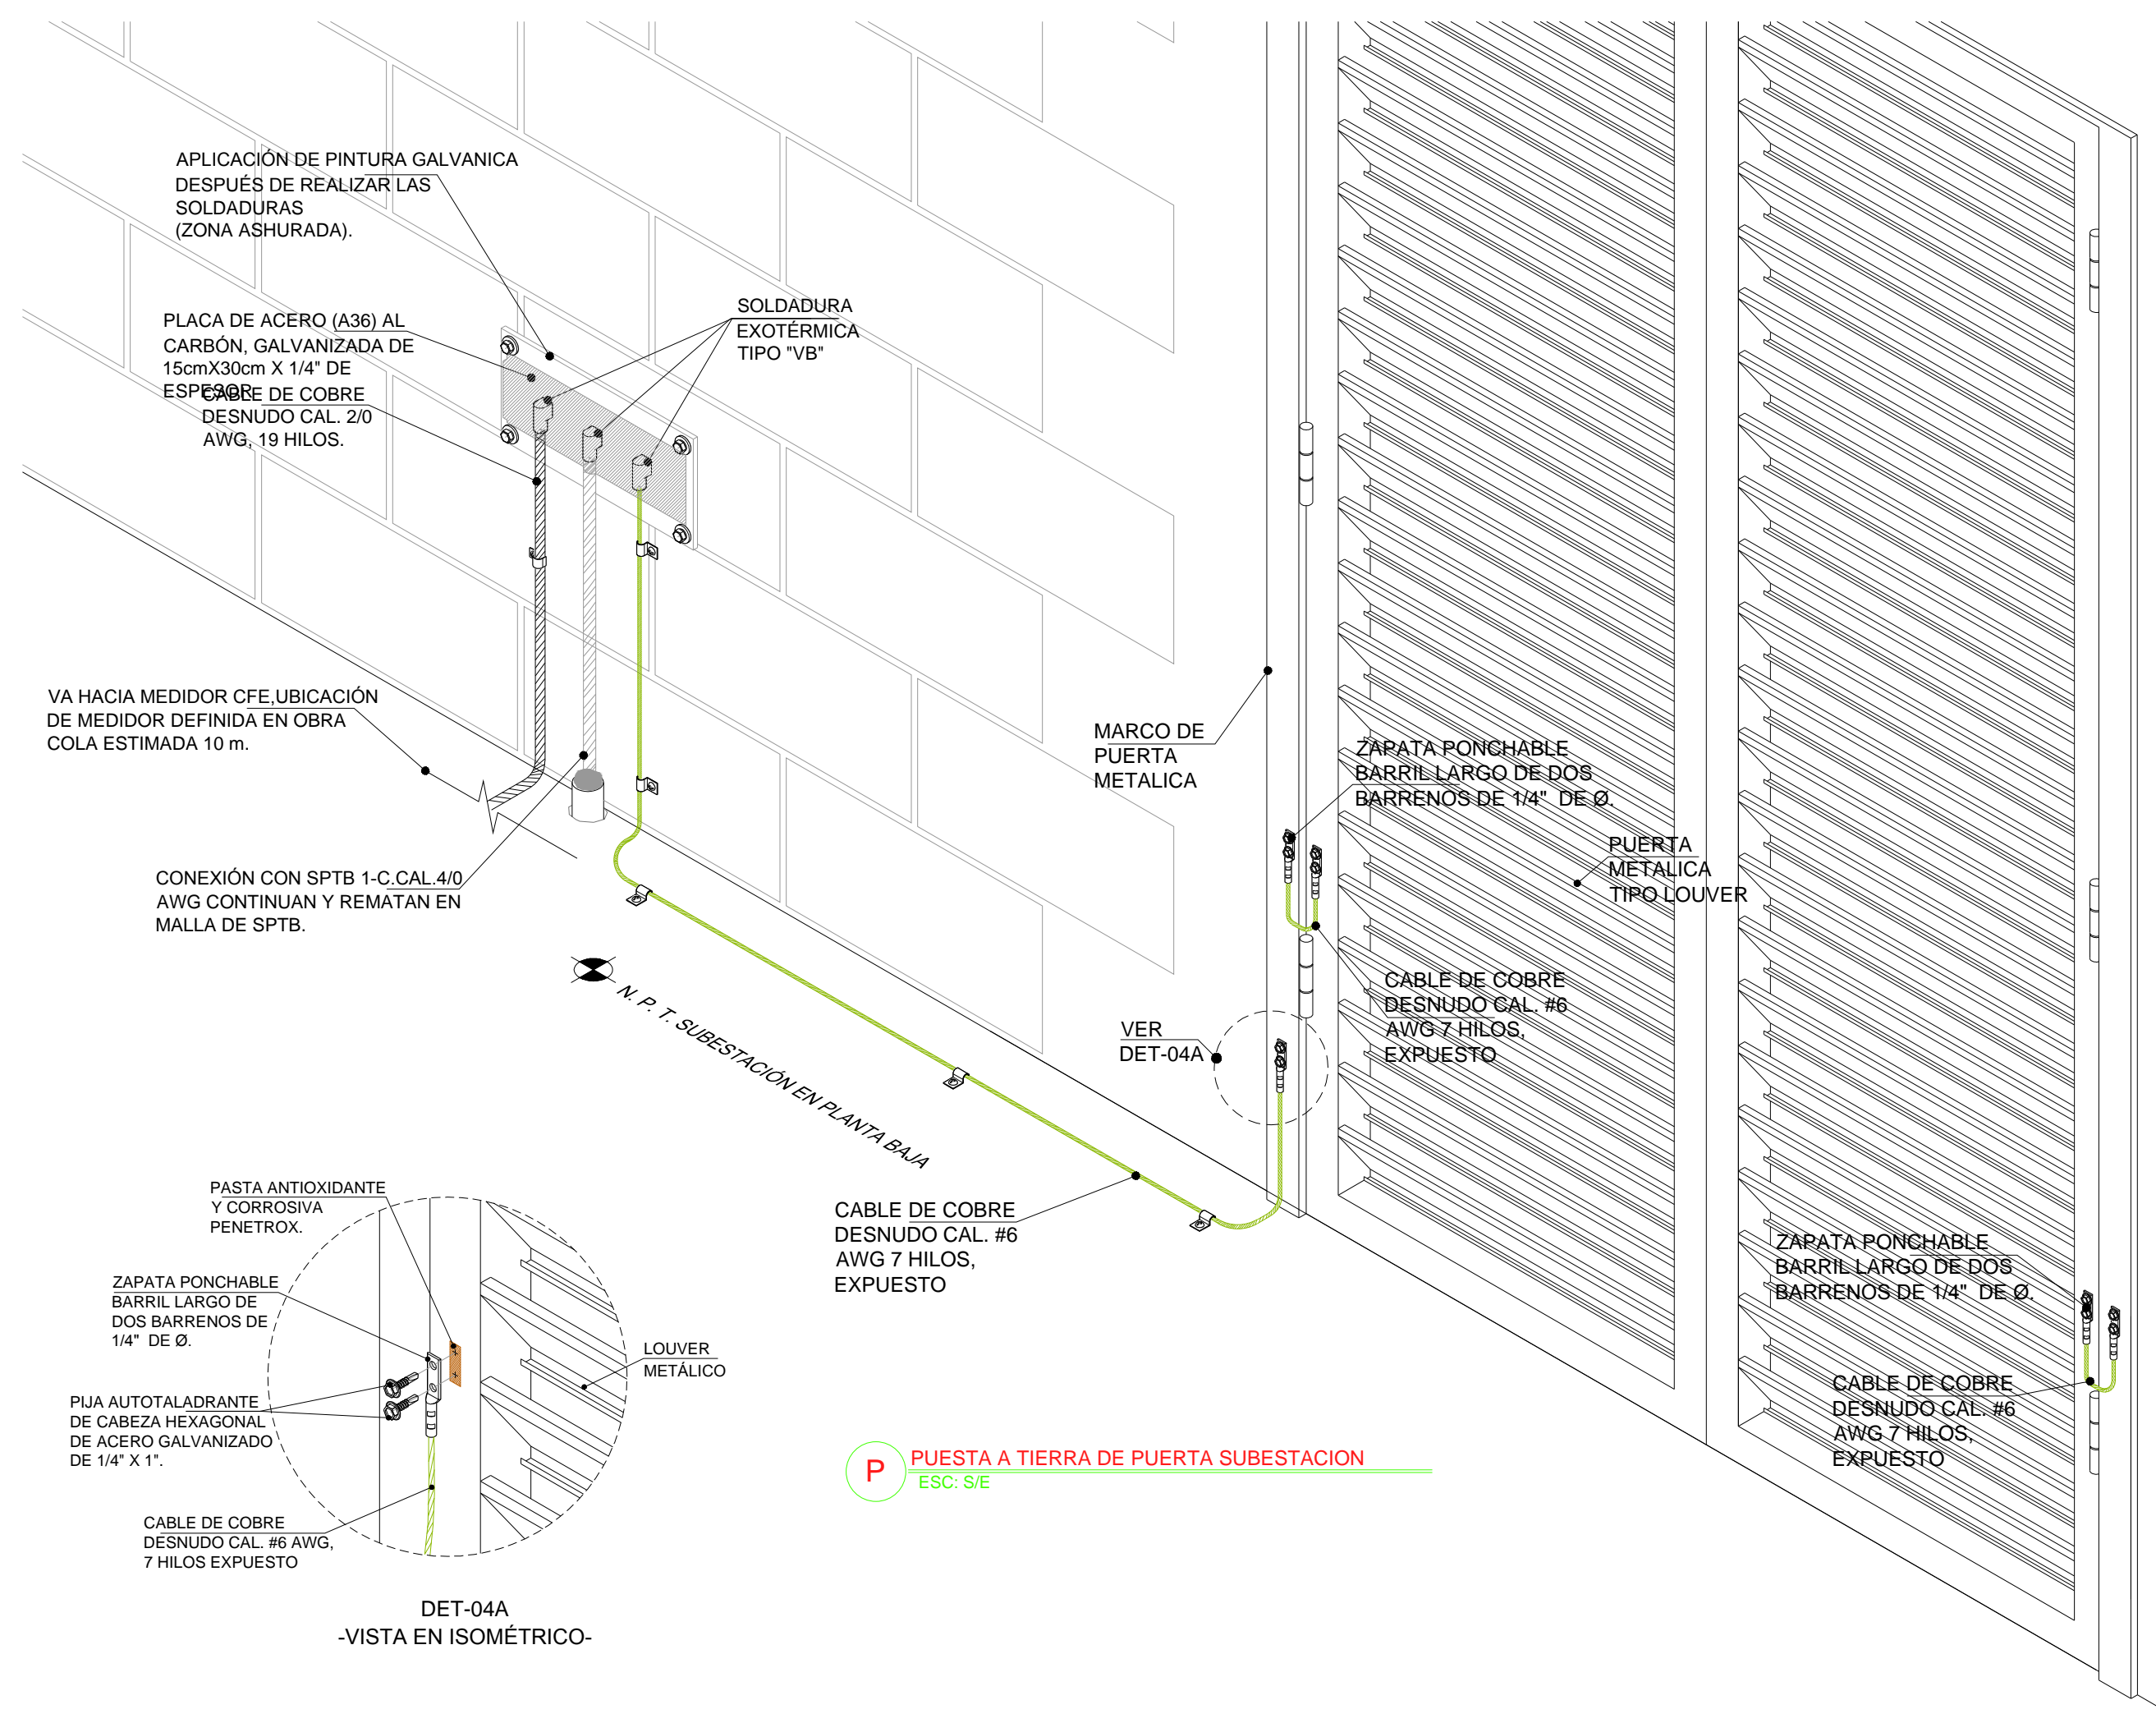 APLICACIÓN DE PINTURA GALVANICA
DESPUÉS DE REALIZAR LAS
SOLDADURAS
(ZONA ASHURADA).
PLACA DE ACERO (A36) AL
CARBÓN, GALVANIZADA DE
15cmX30cm X 1/4" DE
ESPESOR.
CABLE DE COBRE
DESNUDO CAL. 2/0
AWG, 19 HILOS.
SOLDADURA
EXOTÉRMICA
TIPO "VB"
VA HACIA MEDIDOR CFE,UBICACIÓN
DE MEDIDOR DEFINIDA EN OBRA
COLA ESTIMADA 10 m.
CONEXIÓN CON SPTB 1-C.CAL.4/0
AWG CONTINUAN Y REMATAN EN
MALLA DE SPTB.
MARCO DE
PUERTA
METALICA
ZAPATA PONCHABLE
BARRIL LARGO DE DOS
BARRENOS DE 1/4" DE Ø.
PUERTA
METALICA
TIPO LOUVER
CABLE DE COBRE
DESNUDO CAL. #6
AWG 7 HILOS,
EXPUESTO
VER
DET-04A
N. P. T. SUBESTACIÓN EN PLANTA BAJA
CABLE DE COBRE
DESNUDO CAL. #6
AWG 7 HILOS,
EXPUESTO
ZAPATA PONCHABLE
BARRIL LARGO DE DOS
BARRENOS DE 1/4" DE Ø.
CABLE DE COBRE
DESNUDO CAL. #6
AWG 7 HILOS,
EXPUESTO
PASTA ANTIOXIDANTE
Y CORROSIVA
PENETROX.
ZAPATA PONCHABLE
BARRIL LARGO DE
DOS BARRENOS DE
1/4" DE Ø.
LOUVER
METÁLICO
PIJA AUTOTALADRANTE
DE CABEZA HEXAGONAL
DE ACERO GALVANIZADO
DE 1/4" X 1".
CABLE DE COBRE
DESNUDO CAL. #6 AWG,
7 HILOS EXPUESTO
DET-04A
-VISTA EN ISOMÉTRICO-
P
PUESTA A TIERRA DE PUERTA SUBESTACION
ESC: S/E